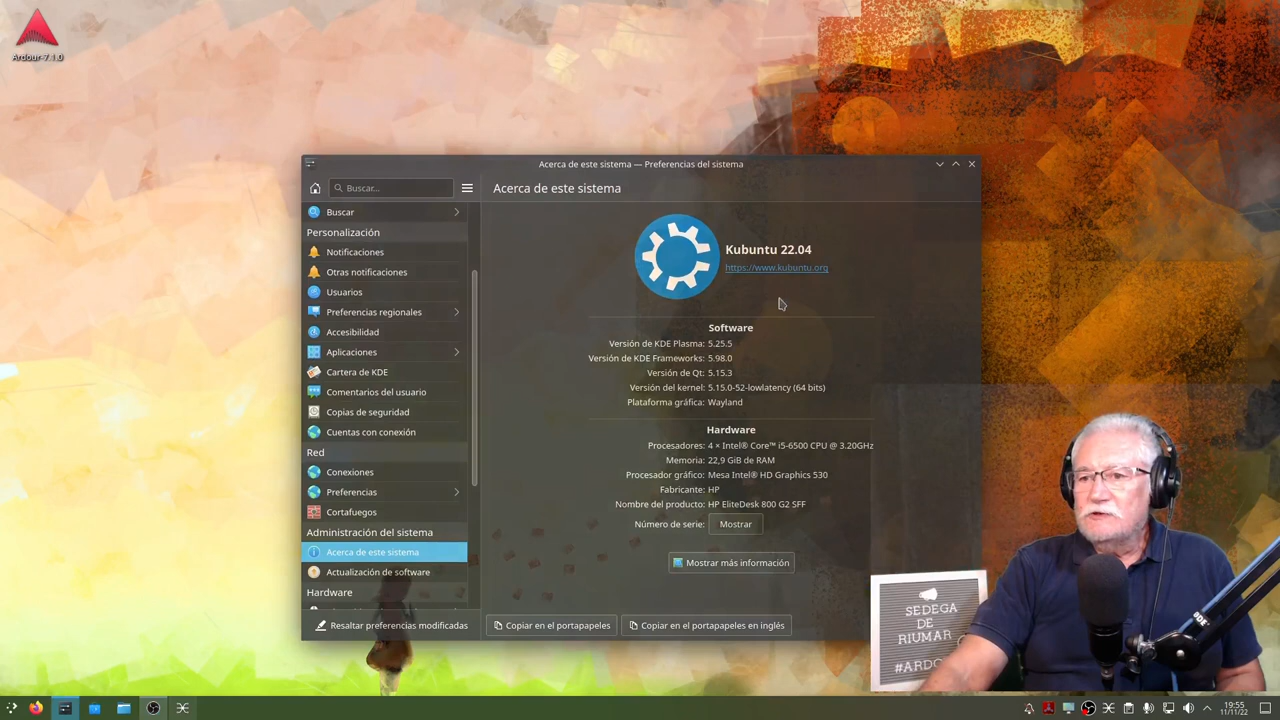 Ardour-7.1.0
Acerca de este sistema — Preferencias del sistema
Buscar...
Acerca de este sistema
Buscar
Personalización
Notificaciones
Otras notificaciones
Usuarios
Preferencias regionales
Accesibilidad
Aplicaciones
Cartera de KDE
Comentarios del usuario
Copias de seguridad
Cuentas con conexión
Red
Conexiones
Preferencias
Cortafuegos
Administración del sistema
Acerca de este sistema
Actualización de software
Hardware
Resaltar preferencias modificadas
Kubuntu 22.04
https://www.kubuntu.org
Software
Versión de KDE Plasma: 5.25.5
Versión de KDE Frameworks: 5.98.0
Versión de Qt: 5.15.3
Versión del kernel: 5.15.0-52-lowlatency (64 bits)
Plataforma gráfica: Wayland
Hardware
Procesadores: 4 × Intel® Core™ i5-6500 CPU @ 3.20GHz
Memoria: 22,9 GiB de RAM
Procesador gráfico: Mesa Intel® HD Graphics 530
Fabricante: HP
Nombre del producto: HP EliteDesk 800 G2 SFF
Número de serie: Mostrar
Mostrar más información
Copiar en el portapapeles
Copiar en el portapapeles en inglés
SEDEGA
DE
RIUMAR
#ARDO
19:55
11/11/22